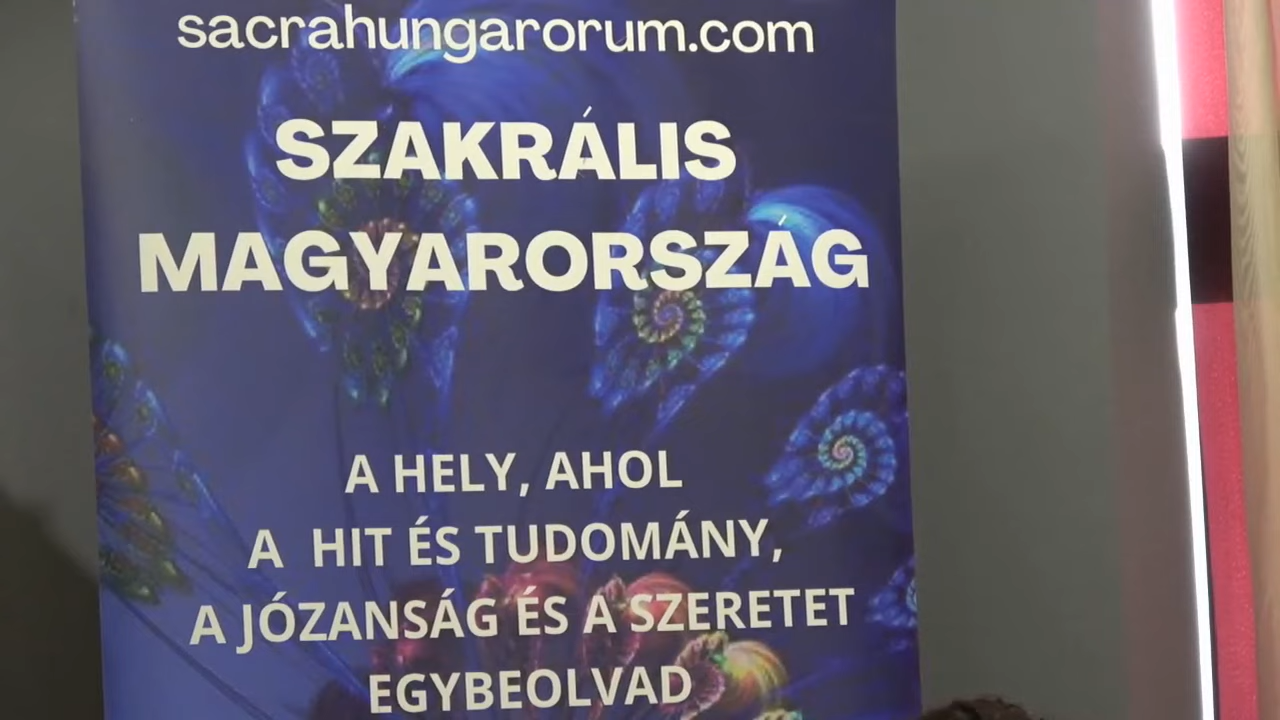 sacrahungarorum.com
SZAKRÁLIS
MAGYARORSZÁG
A HELY, AHOL
A HIT ÉS TUDOMÁNY,
A JÓZANSÁG ÉS A SZERETET
EGYBEOLVAD